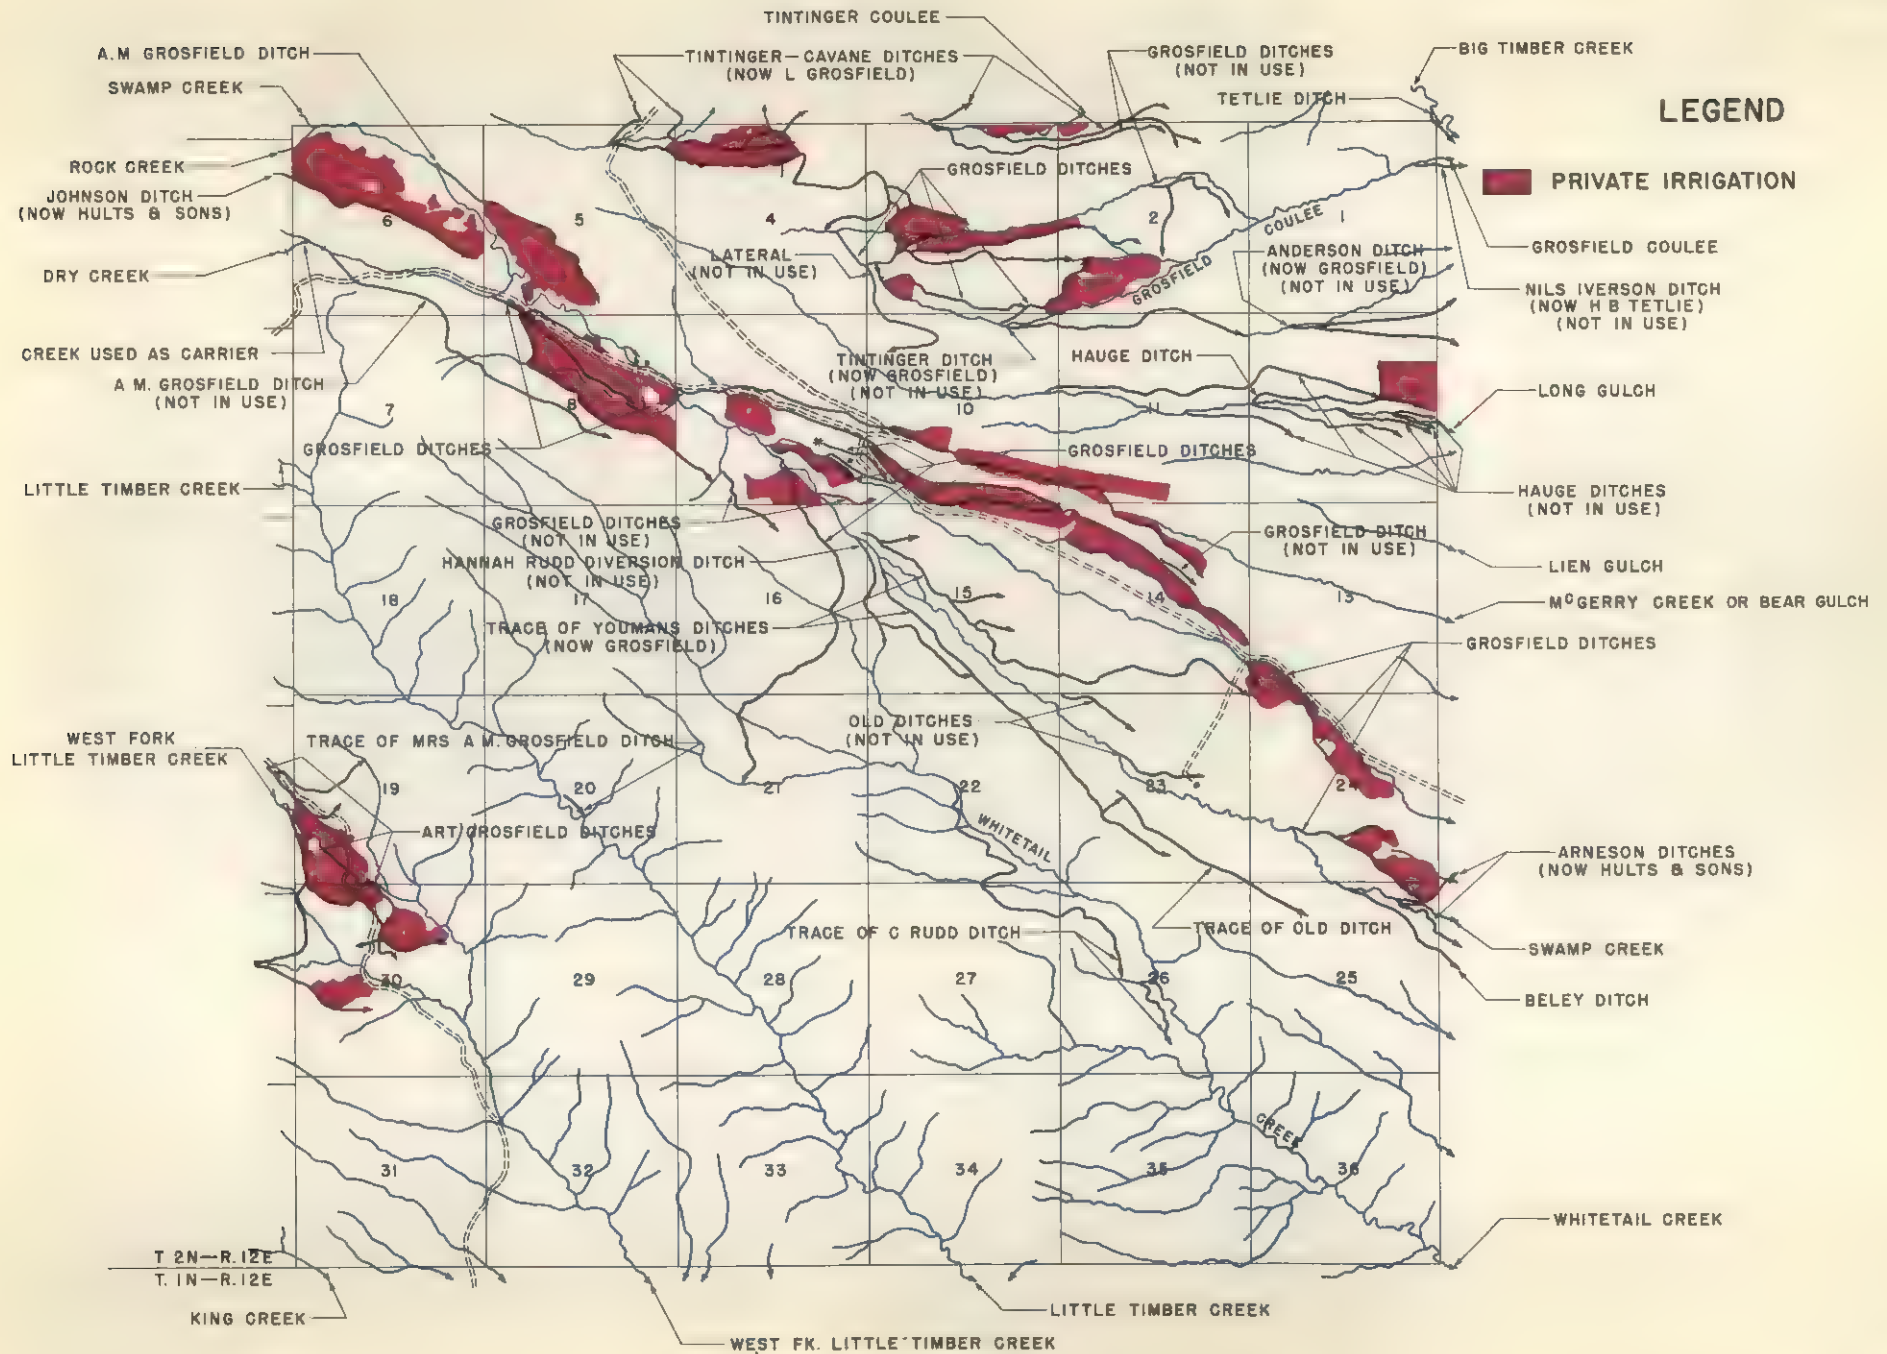 TINTINGER COULEE
A.M GROSFIELD DITCH
TINTINGER-CAVANE DITCHES
(NOW L GROSFIELD)
GROSFIELD DITCHES
(NOT IN USE)
BIG TIMBER CREEK
SWAMP CREEK
TETLIE DITCH
LEGEND
PRIVATE IRRIGATION
ROCK CREEK
JOHNSON DITCH
(NOW HULTS & SONS)
GROSFIELD DITCHES
6
5
4
2
COULEE
1
GROSFIELD
DRY CREEK
LATERAL
(NOT IN USE)
ANDERSON DITCH
(NOW GROSFIELD)
(NOT IN USE)
GROSFIELD COULEE
NILS IVERSON DITCH
(NOW H B TETLIE)
(NOT IN USE)
CREEK USED AS CARRIER
A M. GROSFIELD DITCH
(NOT IN USE)
TINTINGER DITCH
(NOW GROSFIELD)
(NOT IN USE)
HAUGE DITCH
LONG GULCH
7
8
10
11
GROSFIELD DITCHES
GROSFIELD DITCHES
LITTLE TIMBER CREEK
HAUGE DITCHES
(NOT IN USE)
GROSFIELD DITCHES
(NOT IN USE)
GROSFIELD DITCH
(NOT IN USE)
HANNAH RUDD DIVERSION DITCH
(NOT IN USE)
LIEN GULCH
18
17
16
15
14
13
McGERRY CREEK OR BEAR GULCH
TRACE OF YOUMANS DITCHES
(NOW GROSFIELD)
GROSFIELD DITCHES
OLD DITCHES
(NOT IN USE)
WEST FORK
LITTLE TIMBER CREEK
TRACE OF MRS A M. GROSFIELD DITCH
19
20
21
22
23
24
WHITETAIL
ART GROSFIELD DITCHES
ARNESON DITCHES
(NOW HULTS & SONS)
TRACE OF C RUDD DITCH
TRACE OF OLD DITCH
SWAMP CREEK
30
29
28
27
26
25
BELEY DITCH
CREEK
31
32
33
34
35
36
WHITETAIL CREEK
T 2N-R.12E
T. 1N-R.12E
KING CREEK
LITTLE TIMBER CREEK
WEST FK. LITTLE TIMBER CREEK